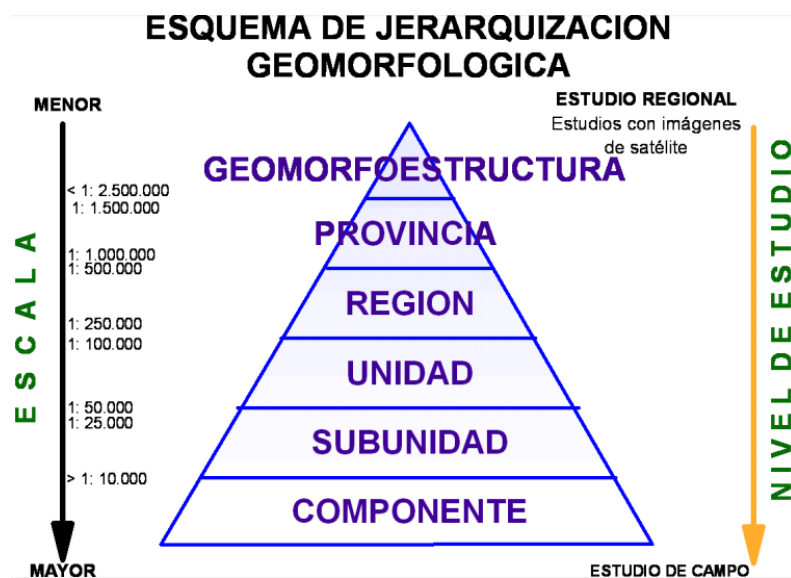 ESQUEMA DE JERARQUIZACION
GEOMORFOLOGICA
MENOR
ESTUDIO REGIONAL
Estudios con imágenes
de satélite
GEOMORFOESTRUCTURA
< 1: 2.500.000
1: 1.500.000
PROVINCIA
1: 1.000.000
1: 500.000
REGION
1: 250.000
1: 100.000
UNIDAD
1: 50.000
1: 25.000
SUBUNIDAD
> 1: 10.000
COMPONENTE
MAYOR
ESTUDIO DE CAMPO
ESCALA
NIVEL DE ESTUDIO